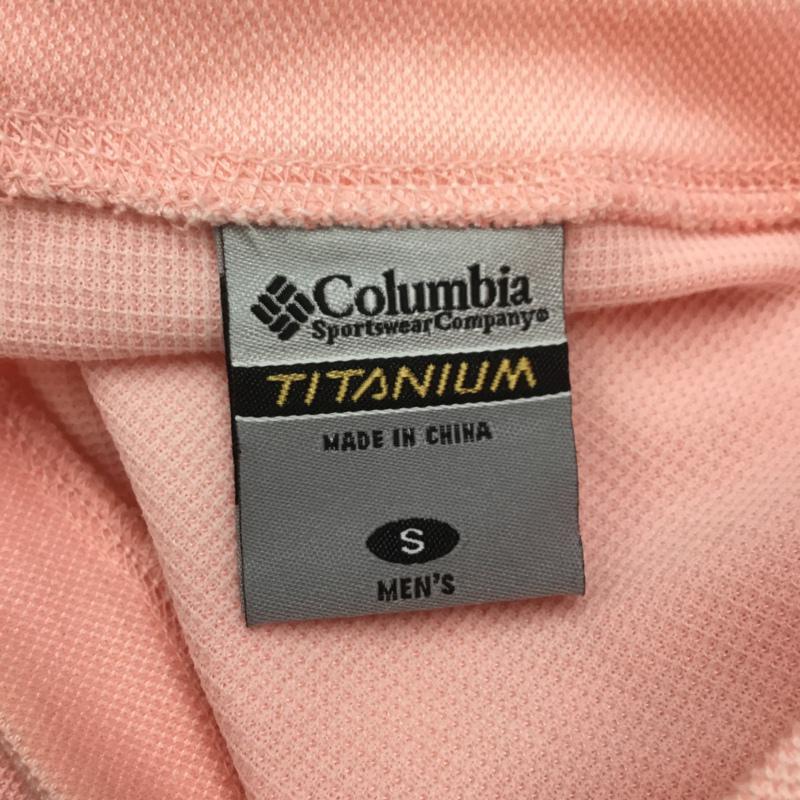 Columbia
Sportswear Company®
TITANIUM
MADE IN CHINA
S
MEN'S